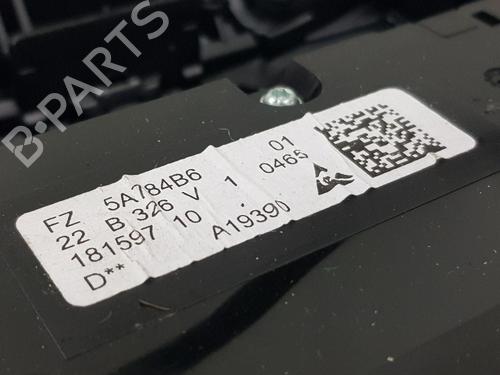 B-PARTS
FZ 5A784B6 01
22 B 326 V 1 0465
181597 10 A19390
D**